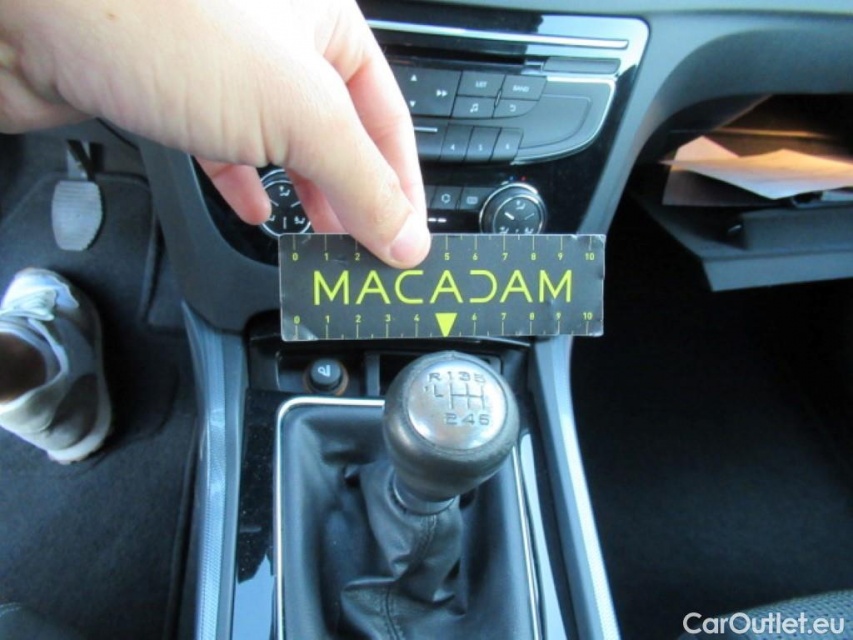 LIST
BAND
4 5
0 1 2 5 6 7 8 9 10
MACADAM
0 1 2 3 4 6 7 8 9 10
R 1 3 5
L
2 4 6
CarOutlet.eu